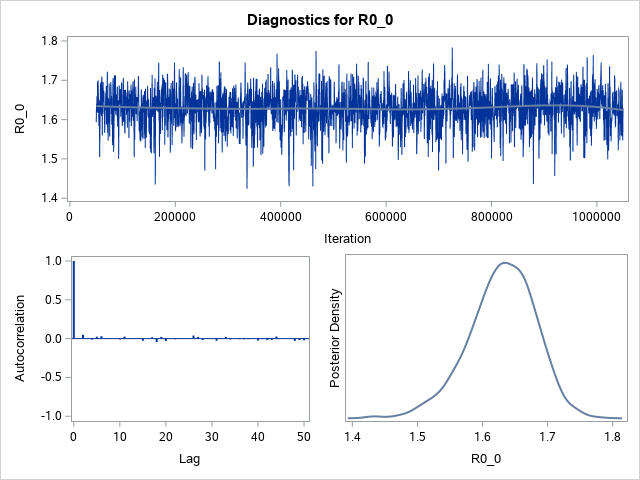 Diagnostics for R0_0
R0_0
1.8
1.7
1.6
1.5
1.4
0 200000 400000 600000 800000 1000000
Iteration
Autocorrelation
1.0
0.5
0.0
-0.5
-1.0
0 10 20 30 40 50
Lag
Posterior Density
1.4 1.5 1.6 1.7 1.8
R0_0